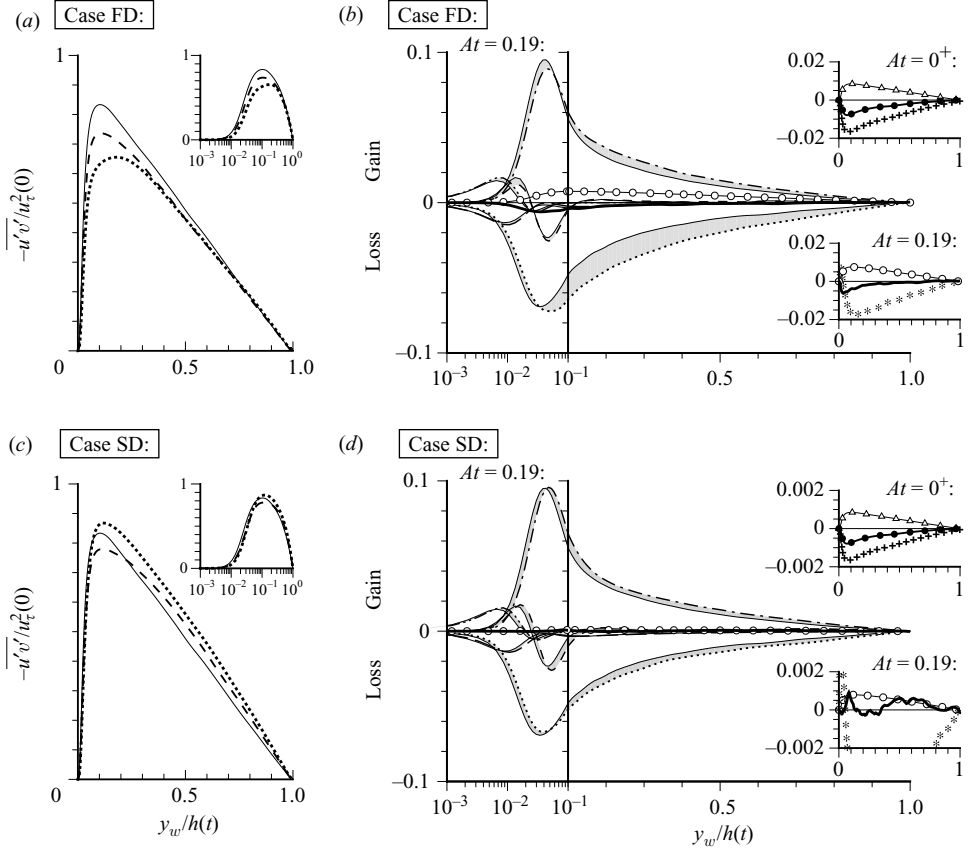 (a) Case FD:
1
−u′v′/u²τ(0)
0
0.5
1.0
1
0
10⁻³ 10⁻² 10⁻¹ 10⁰
(b) Case FD:
At = 0.19:
0.1
Gain
0
Loss
−0.1
10⁻³ 10⁻² 10⁻¹ 0.5 1.0
At = 0⁺:
0.02
0
−0.02
0 1
At = 0.19:
0.02
0
−0.02
0 1
(c) Case SD:
1
−u′v′/u²τ(0)
0
0.5
1.0
yw/h(t)
1
0
10⁻³ 10⁻² 10⁻¹ 10⁰
(d) Case SD:
At = 0.19:
0.1
Gain
0
Loss
−0.1
10⁻³ 10⁻² 10⁻¹ 0.5 1.0
yw/h(t)
At = 0⁺:
0.002
0
−0.002
0 1
At = 0.19:
0.002
0
−0.002
0 1